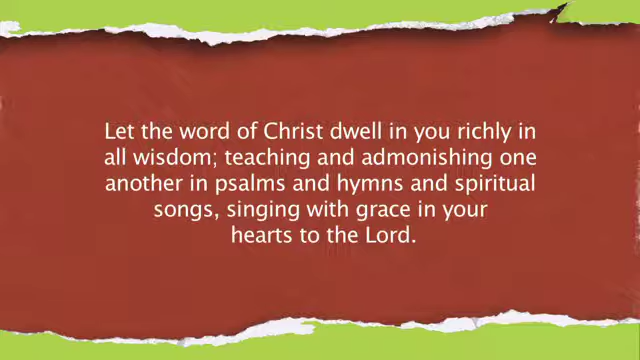 Let the word of Christ dwell in you richly in
all wisdom; teaching and admonishing one
another in psalms and hymns and spiritual
songs, singing with grace in your
hearts to the Lord.